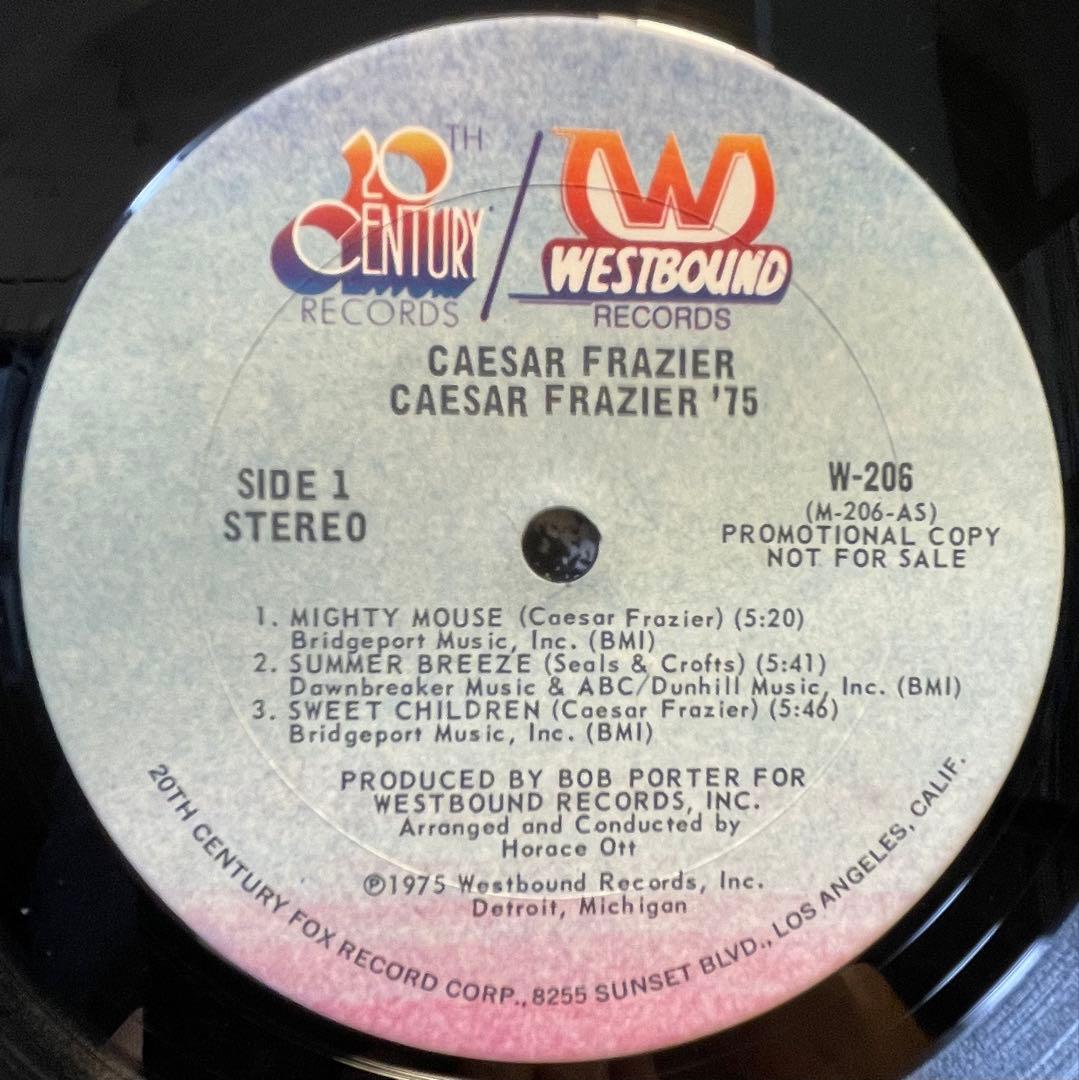 20TH CENTURY RECORDS / W WESTBOUND RECORDS
CAESAR FRAZIER
CAESAR FRAZIER '75
SIDE 1
STEREO
W-206
(M-206-AS)
PROMOTIONAL COPY
NOT FOR SALE
1. MIGHTY MOUSE (Caesar Frazier) (5:20)
Bridgeport Music, Inc. (BMI)
2. SUMMER BREEZE (Seals & Crofts) (5:41)
Dawnbreaker Music & ABC/Dunhill Music, Inc. (BMI)
3. SWEET CHILDREN (Caesar Frazier) (5:46)
Bridgeport Music, Inc. (BMI)
PRODUCED BY BOB PORTER FOR
WESTBOUND RECORDS, INC.
Arranged and Conducted by
Horace Ott
℗1975 Westbound Records, Inc.
Detroit, Michigan
20TH CENTURY FOX RECORD CORP., 8255 SUNSET BLVD., LOS ANGELES, CALIF.